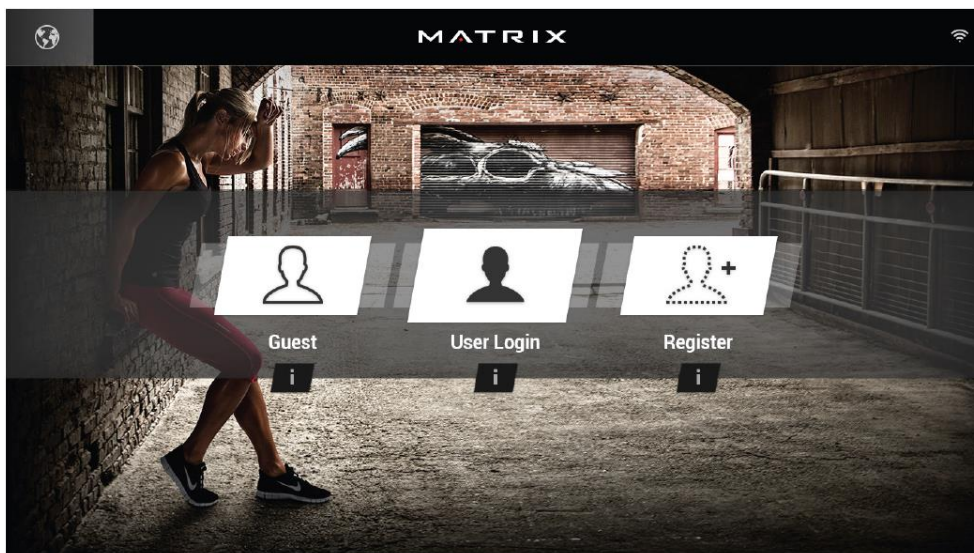 MATRIX
Guest
User Login
Register
i
i
i